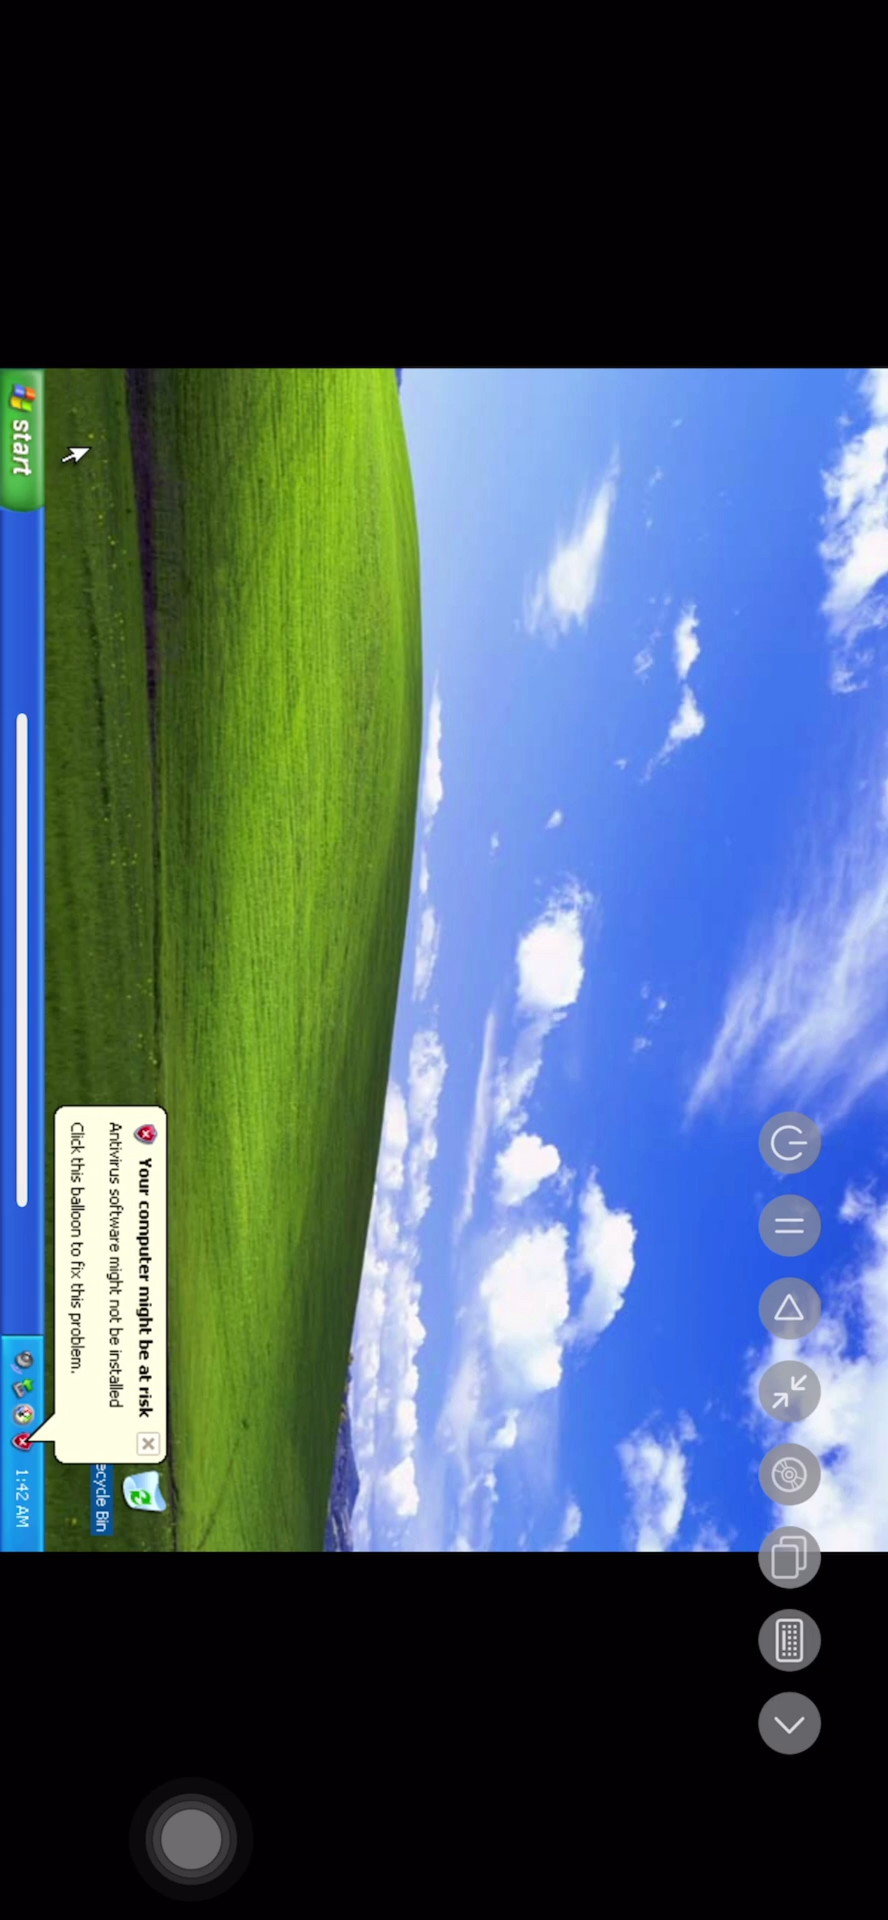 Your computer might be at risk
Antivirus software might not be installed
Click this balloon to fix this problem.
ecycle Bin
start
1:42 AM